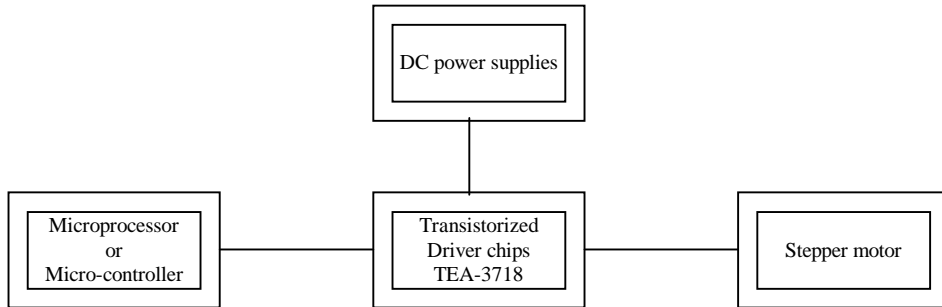 DC power supplies
Microprocessor
or
Micro-controller
Transistorized
Driver chips
TEA-3718
Stepper motor